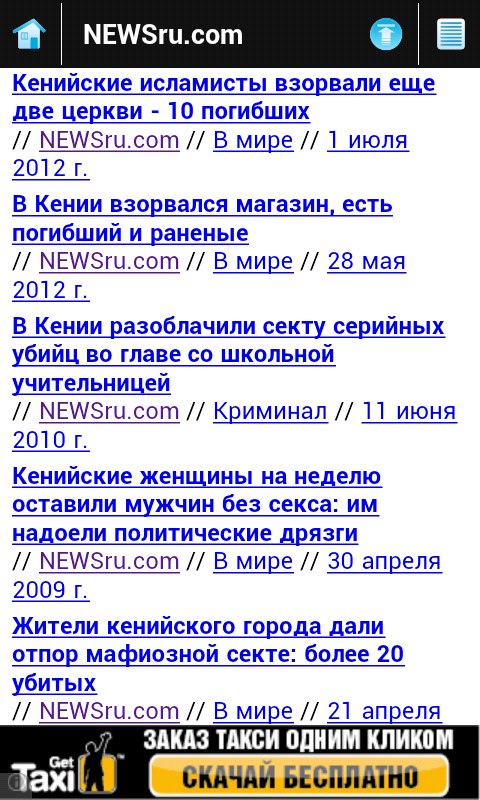 NEWSru.com
Кенийские исламисты взорвали еще
две церкви - 10 погибших
// NEWSru.com // В мире // 1 июля
2012 г.
В Кении взорвался магазин, есть
погибший и раненые
// NEWSru.com // В мире // 28 мая
2012 г.
В Кении разоблачили секту серийных
убийц во главе со школьной
учительницей
// NEWSru.com // Криминал // 11 июня
2010 г.
Кенийские женщины на неделю
оставили мужчин без секса: им
надоели политические дрязги
// NEWSru.com // В мире // 30 апреля
2009 г.
Жители кенийского города дали
отпор мафиозной секте: более 20
убитых
// NEWSru.com // В мире // 21 апреля
Get
Taxi
TM
ЗАКАЗ ТАКСИ ОДНИМ КЛИКОМ
СКАЧАЙ БЕСПЛАТНО